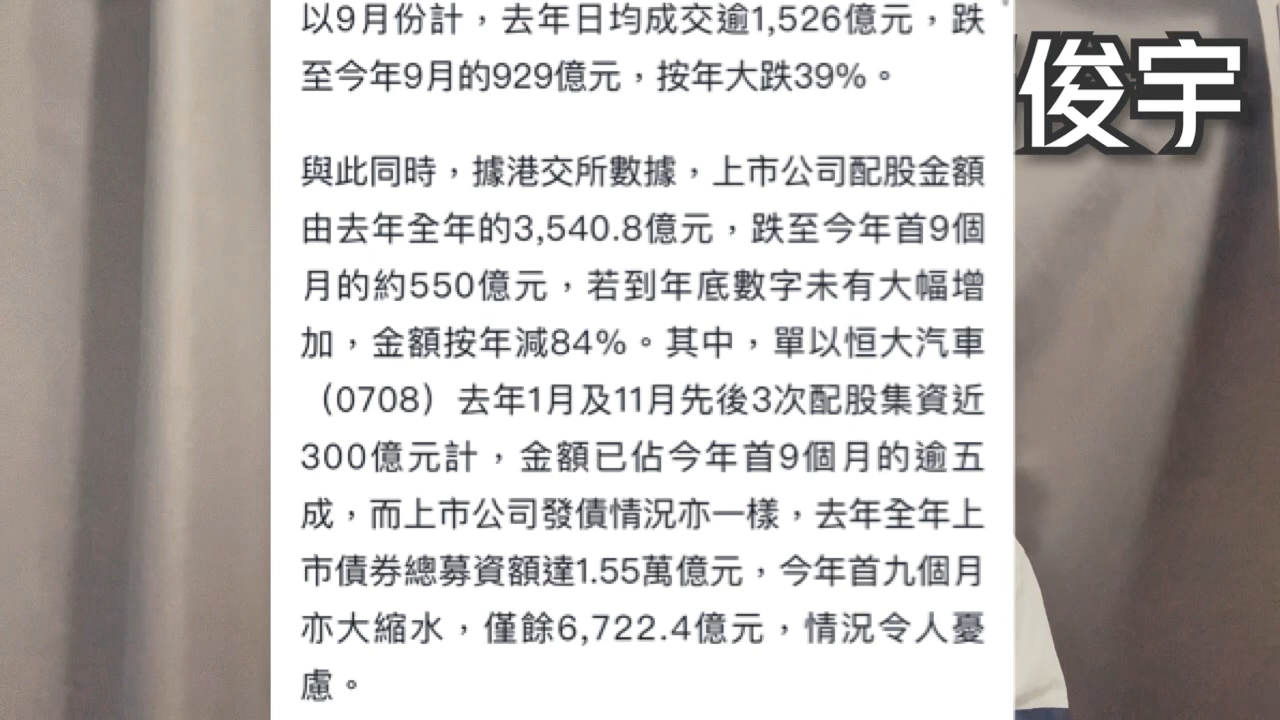 以9月份計，去年日均成交逾1,526億元，跌
至今年9月的929億元，按年大跌39%。
與此同時，據港交所數據，上市公司配股金額
由去年全年的3,540.8億元，跌至今年首9個
月的約550億元，若到年底數字未有大幅增
加，金額按年減84%。其中，單以恒大汽車
（0708）去年1月及11月先後3次配股集資近
300億元計，金額已佔今年首9個月的逾五
成，而上市公司發債情況亦一樣，去年全年上
市債券總募資額達1.55萬億元，今年首九個月
亦大縮水，僅餘6,722.4億元，情況令人憂
慮。
俊宇